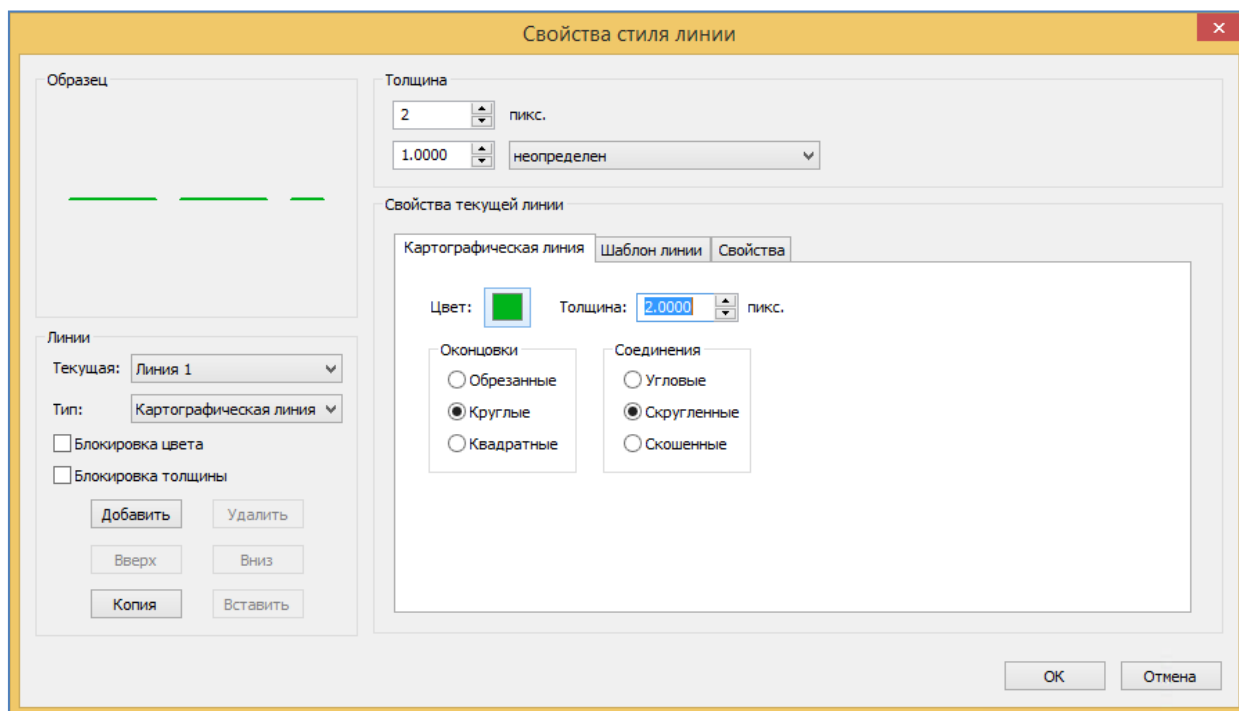 Свойства стиля линии
Образец
Линии
Текущая: Линия 1
Тип: Картографическая линия
Блокировка цвета
Блокировка толщины
Добавить Удалить
Вверх Вниз
Копия Вставить
Толщина
2 пикс.
1.0000 неопределен
Свойства текущей линии
Картографическая линия Шаблон линии Свойства
Цвет: Толщина: 2.0000 пикс.
Оконцовки
Обрезанные
Круглые
Квадратные
Соединения
Угловые
Скругленные
Скошенные
OK Отмена